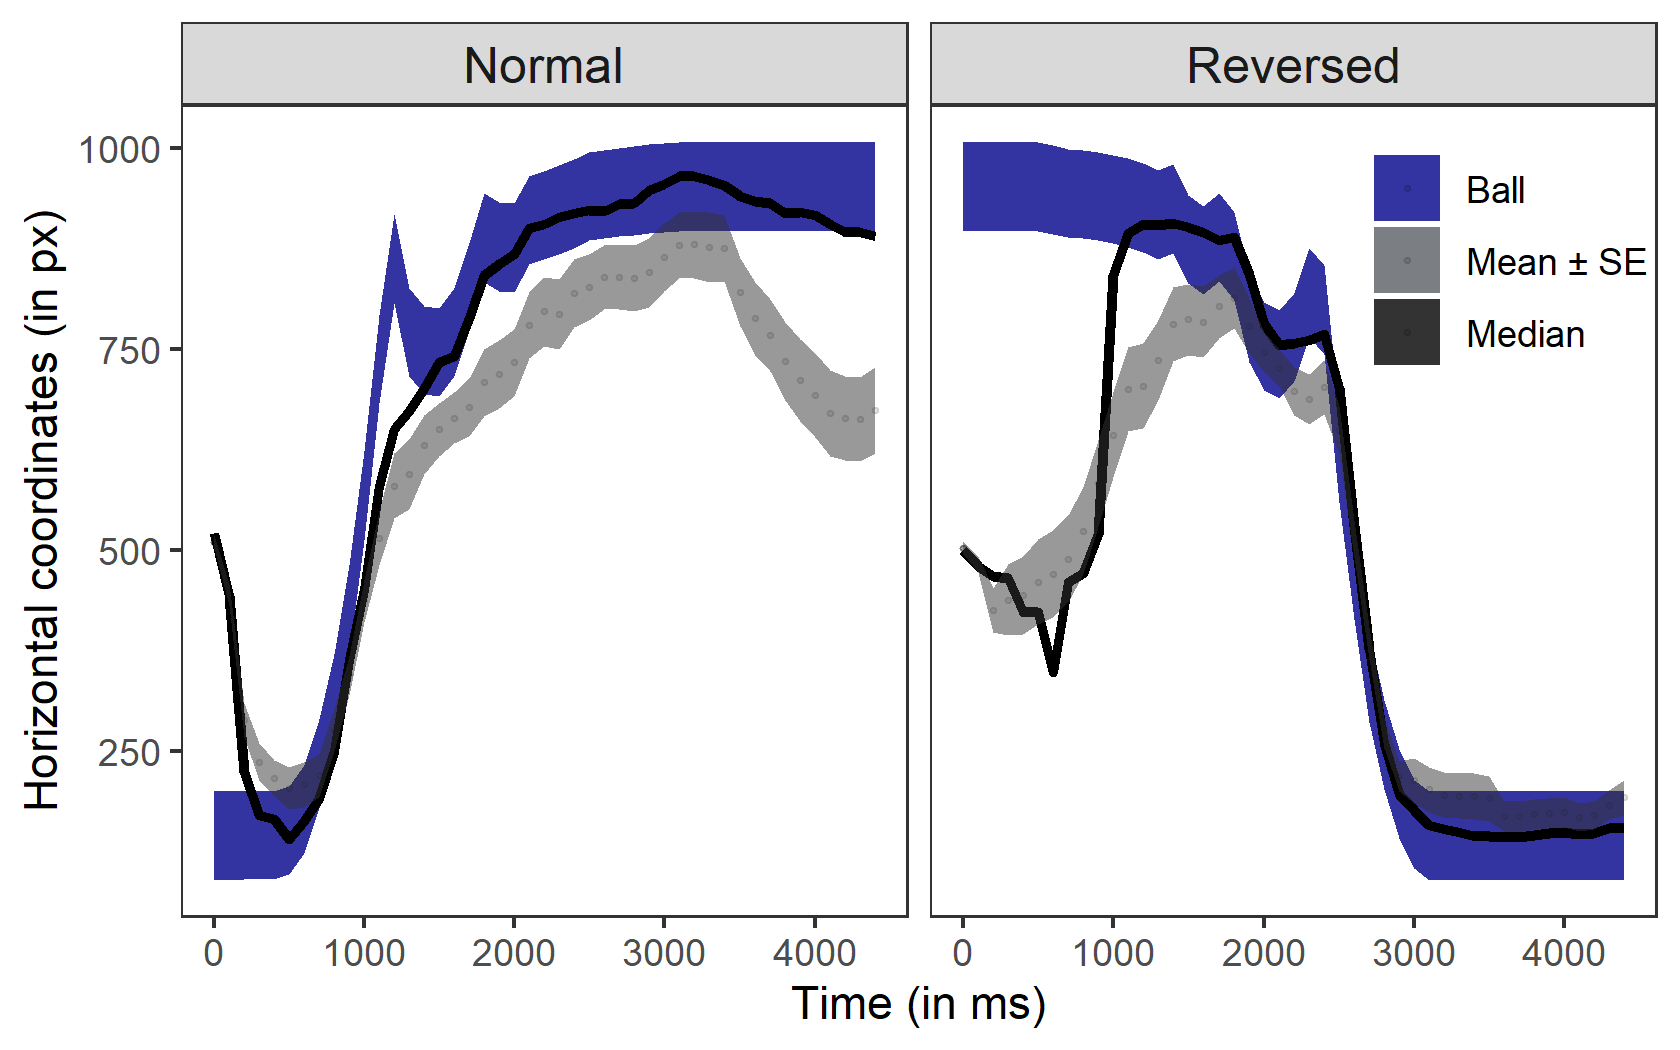 Normal
Reversed
Horizontal coordinates (in px)
1000
750
500
250
Ball
Mean ± SE
Median
0 1000 2000 3000 4000
0 1000 2000 3000 4000
Time (in ms)